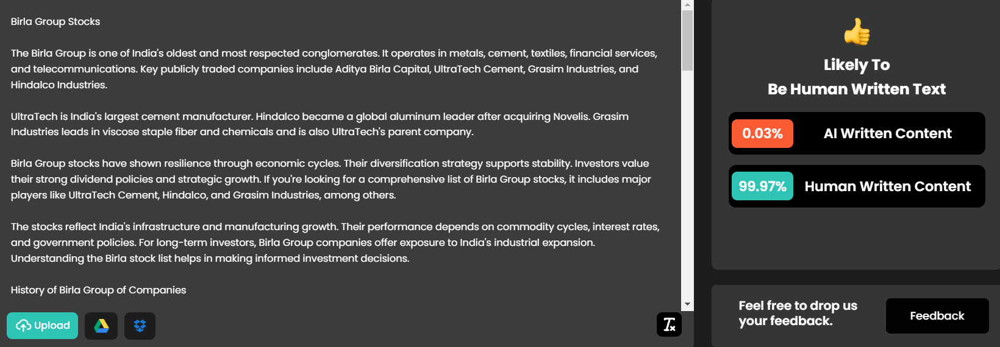 Birla Group Stocks
The Birla Group is one of India's oldest and most respected conglomerates. It operates in metals, cement, textiles, financial services,
and telecommunications. Key publicly traded companies include Aditya Birla Capital, UltraTech Cement, Grasim Industries, and
Hindalco Industries.
UltraTech is India's largest cement manufacturer. Hindalco became a global aluminum leader after acquiring Novelis. Grasim
Industries leads in viscose staple fiber and chemicals and is also UltraTech's parent company.
Birla Group stocks have shown resilience through economic cycles. Their diversification strategy supports stability. Investors value
their strong dividend policies and strategic growth. If you're looking for a comprehensive list of Birla Group stocks, it includes major
players like UltraTech Cement, Hindalco, and Grasim Industries, among others.
The stocks reflect India's infrastructure and manufacturing growth. Their performance depends on commodity cycles, interest rates,
and government policies. For long-term investors, Birla Group companies offer exposure to India's industrial expansion.
Understanding the Birla stock list helps in making informed investment decisions.
History of Birla Group of Companies
Upload
Tx
Likely To
Be Human Written Text
0.03% AI Written Content
99.97% Human Written Content
Feel free to drop us
your feedback.
Feedback